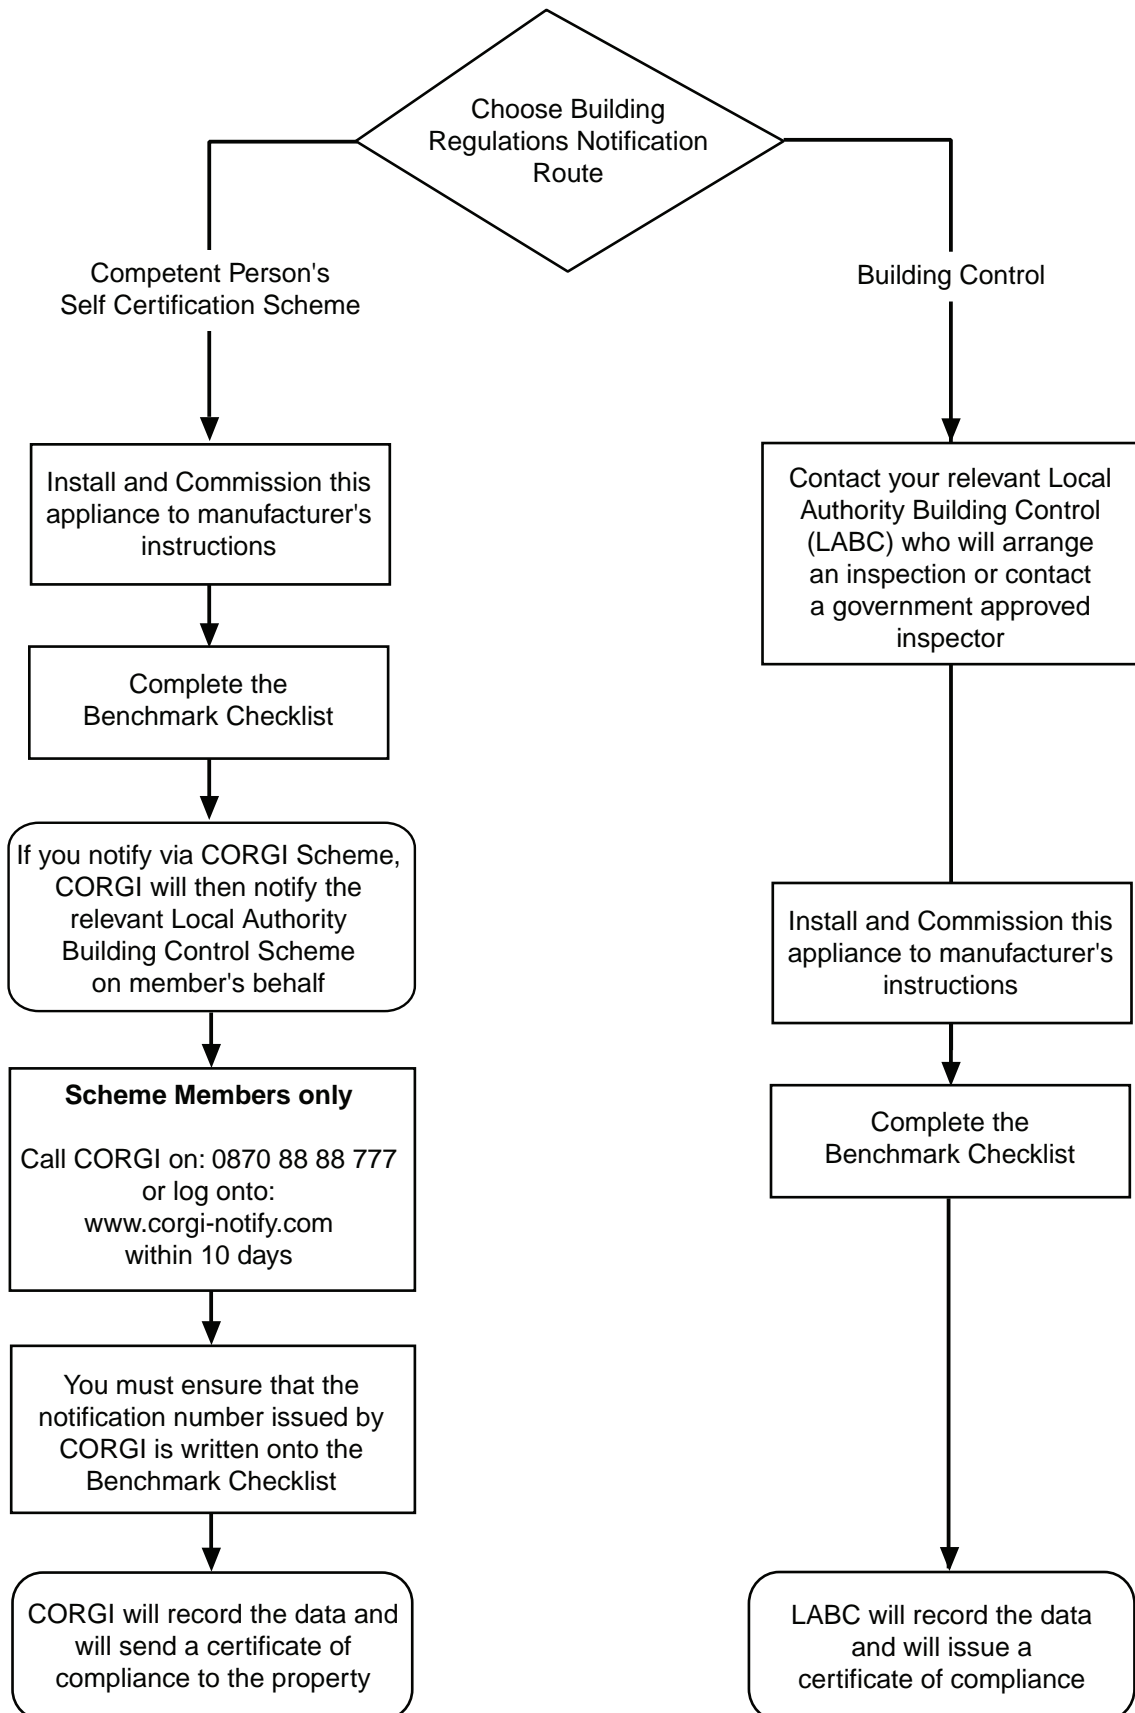 Choose Building
Regulations Notification
Route
Competent Person's
Self Certification Scheme
Building Control
Install and Commission this
appliance to manufacturer's
instructions
Complete the
Benchmark Checklist
If you notify via CORGI Scheme,
CORGI will then notify the
relevant Local Authority
Building Control Scheme
on member's behalf
Scheme Members only
Call CORGI on: 0870 88 88 777
or log onto:
www.corgi-notify.com
within 10 days
You must ensure that the
notification number issued by
CORGI is written onto the
Benchmark Checklist
CORGI will record the data and
will send a certificate of
compliance to the property
Contact your relevant Local
Authority Building Control
(LABC) who will arrange
an inspection or contact
a government approved
inspector
Install and Commission this
appliance to manufacturer's
instructions
Complete the
Benchmark Checklist
LABC will record the data
and will issue a
certificate of compliance